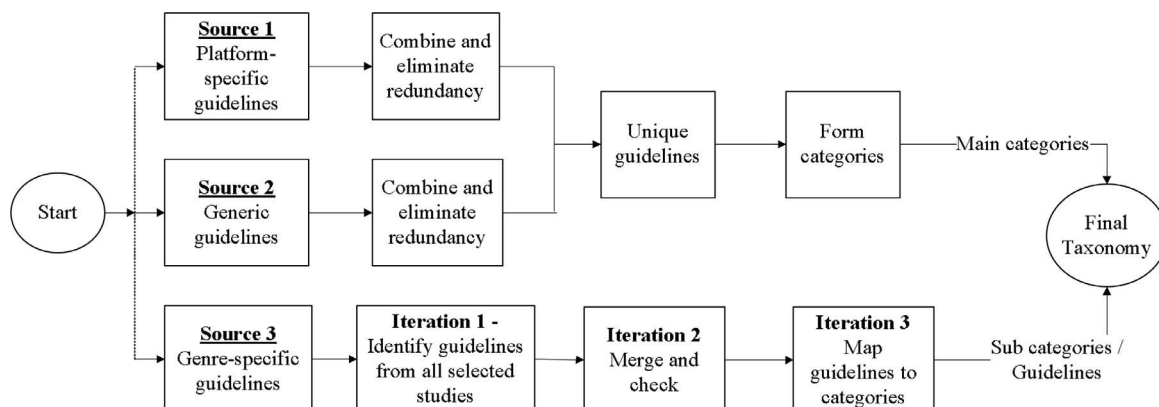 Source 1
Platform-
specific
guidelines
Combine and
eliminate
redundancy
Unique
guidelines
Form
categories
Main categories
Start
Source 2
Generic
guidelines
Combine and
eliminate
redundancy
Final
Taxonomy
Source 3
Genre-specific
guidelines
Iteration 1 -
Identify guidelines
from all selected
studies
Iteration 2
Merge and
check
Iteration 3
Map
guidelines to
categories
Sub categories /
Guidelines